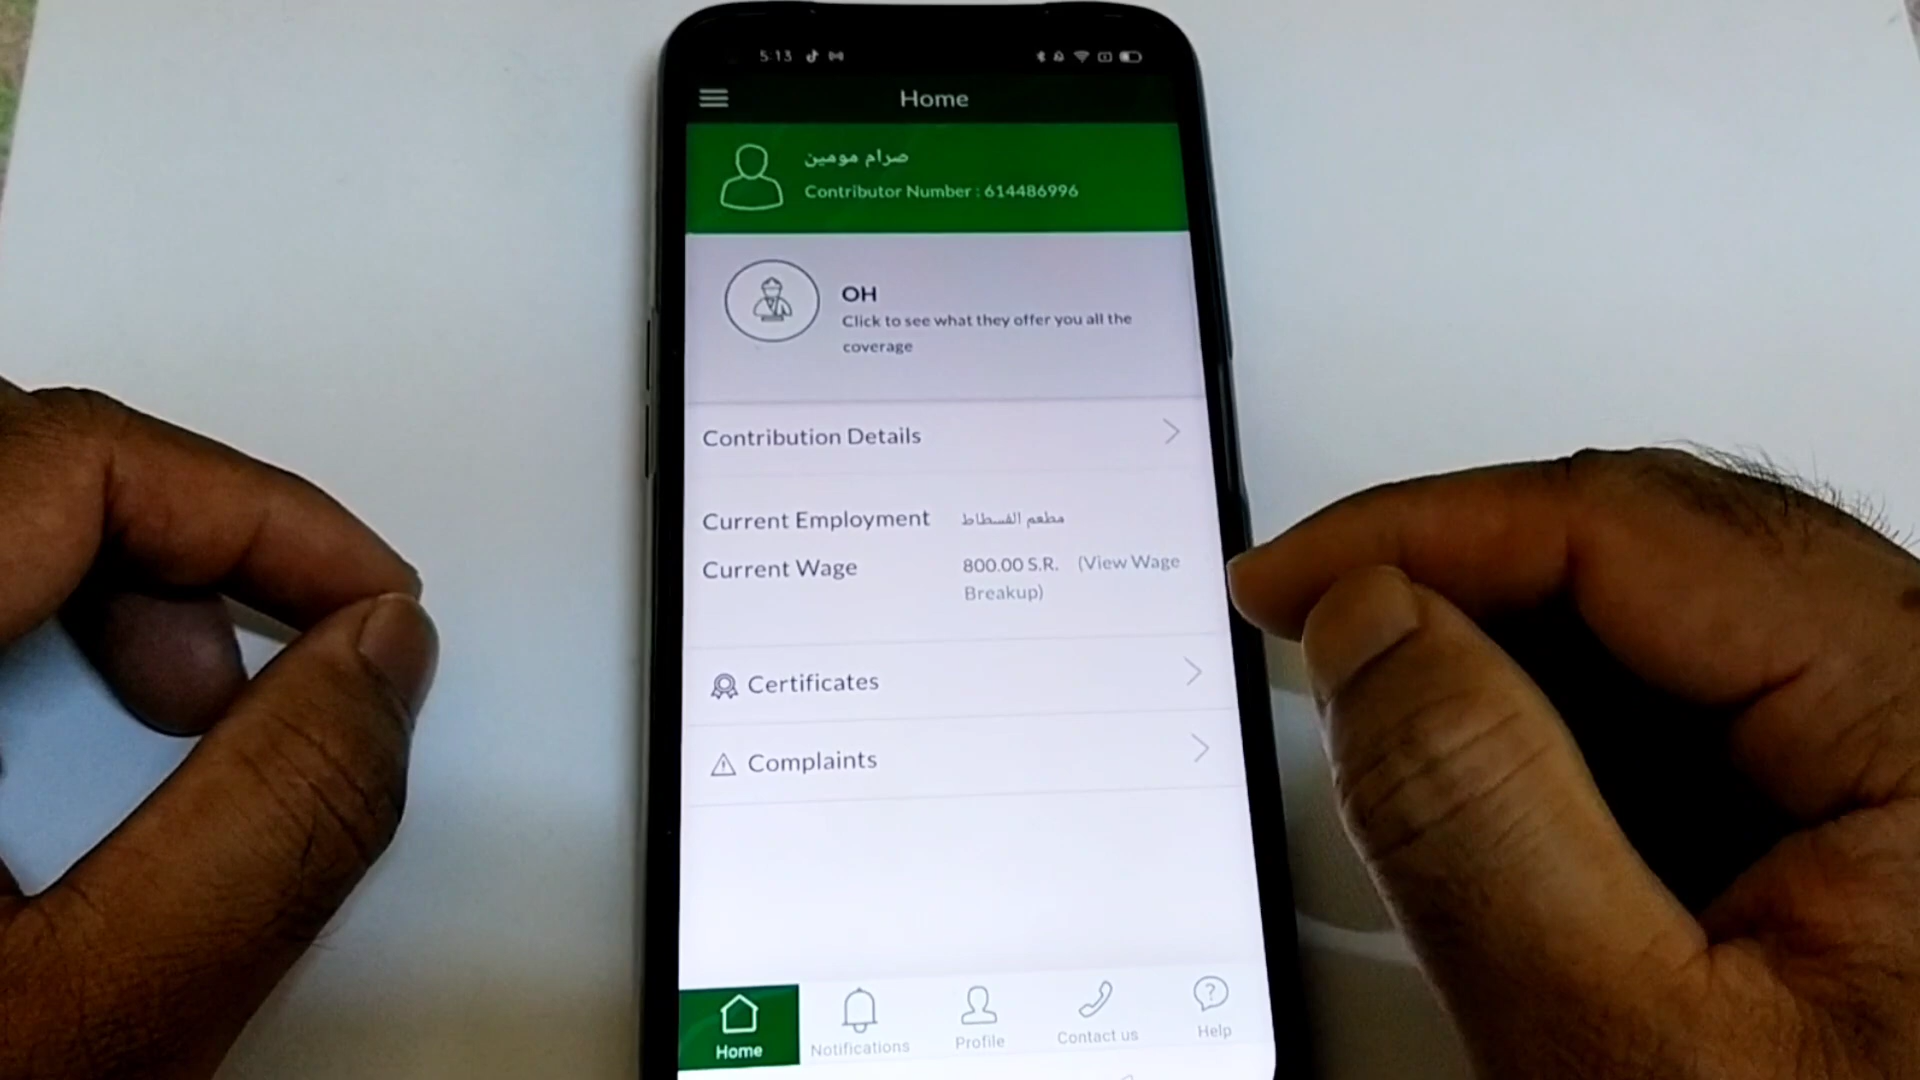 5:13
Home
صرام مومين
Contributor Number : 614486996
OH
Click to see what they offer you all the
coverage
Contribution Details
Current Employment مطعم الفسطاط
Current Wage 800.00 S.R. (View Wage
Breakup)
Certificates
Complaints
Home Notifications Profile Contact us Help